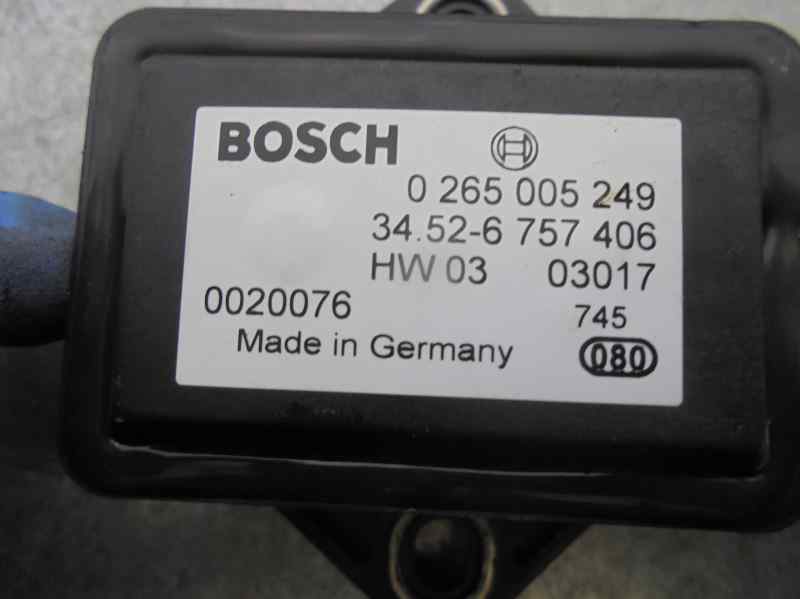 BOSCH
0 265 005 249
34.52-6 757 406
HW 03 03017
0020076 745
Made in Germany 080